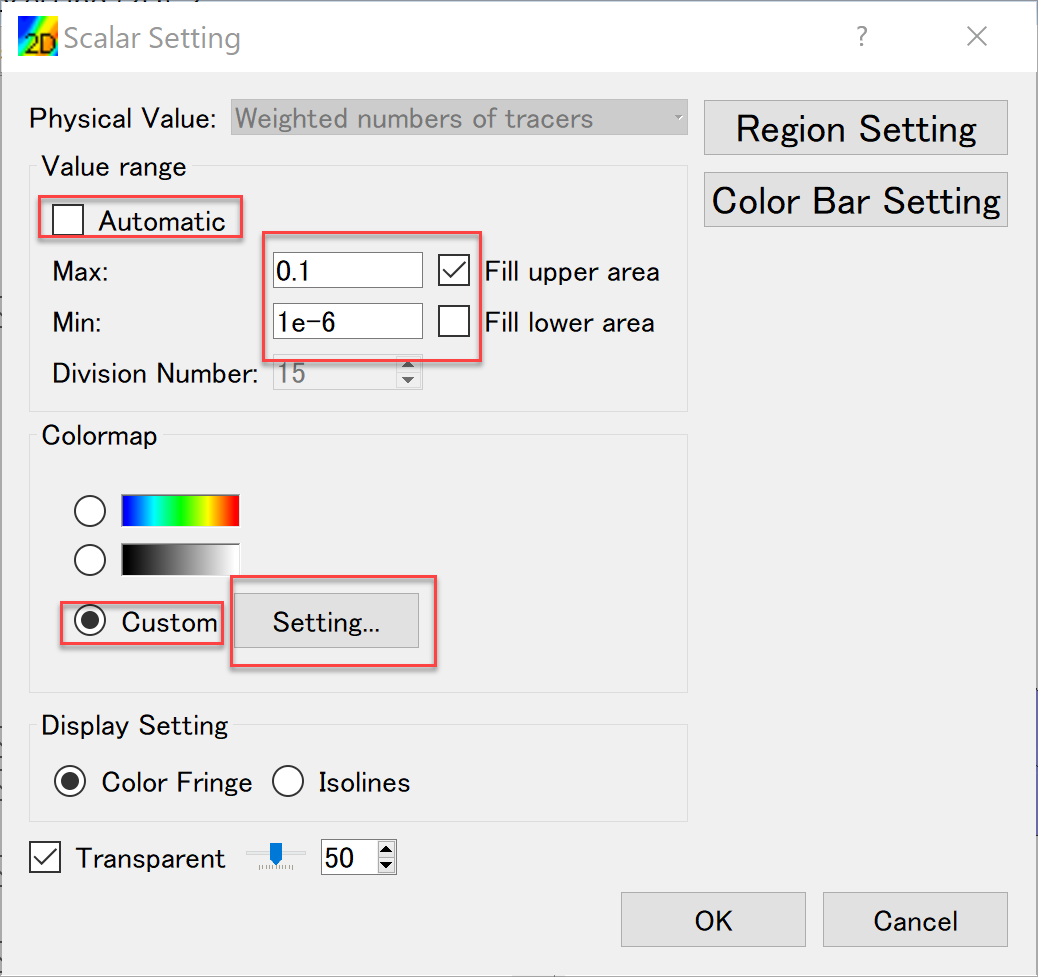 2D Scalar Setting ?
Physical Value: Weighted numbers of tracers
Region Setting
Value range
Color Bar Setting
Automatic
Max: 0.1 Fill upper area
Min: 1e-6 Fill lower area
Division Number: 15
Colormap
Custom Setting...
Display Setting
Color Fringe Isolines
Transparent 50
OK Cancel